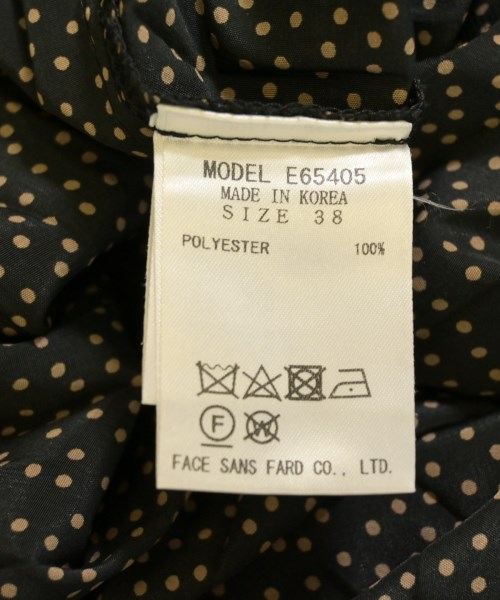 MODEL E65405
MADE IN KOREA
SIZE 38
POLYESTER 100%
F W
FACE SANS FARD CO., LTD.